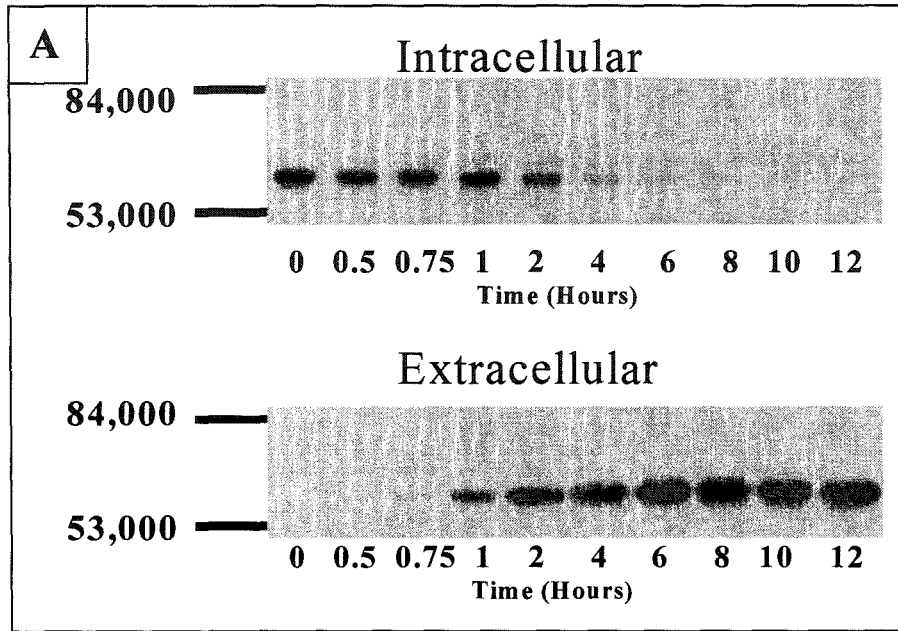 A
Intracellular
84,000
53,000
0 0.5 0.75 1 2 4 6 8 10 12
Time (Hours)
Extracellular
84,000
53,000
0 0.5 0.75 1 2 4 6 8 10 12
Time (Hours)